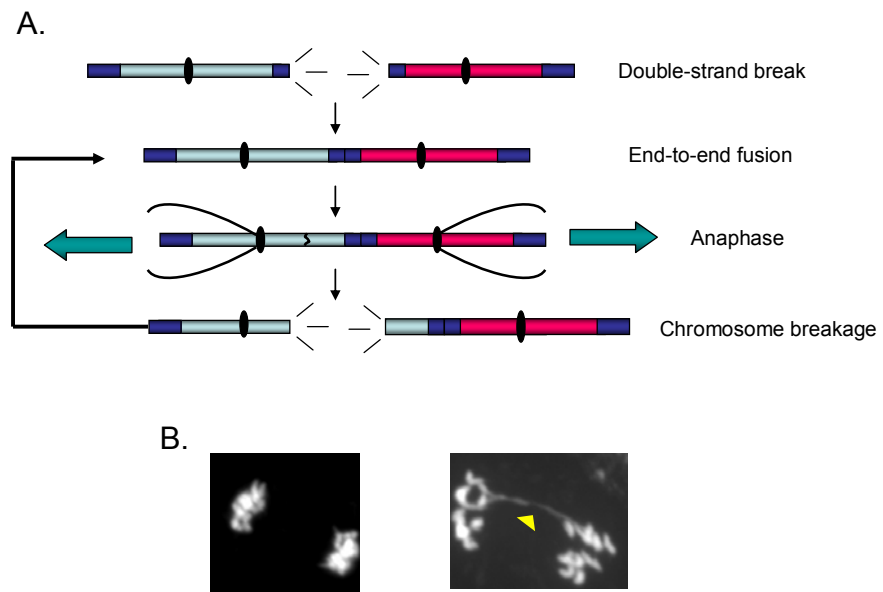 A.
Double-strand break
End-to-end fusion
Anaphase
Chromosome breakage
B.